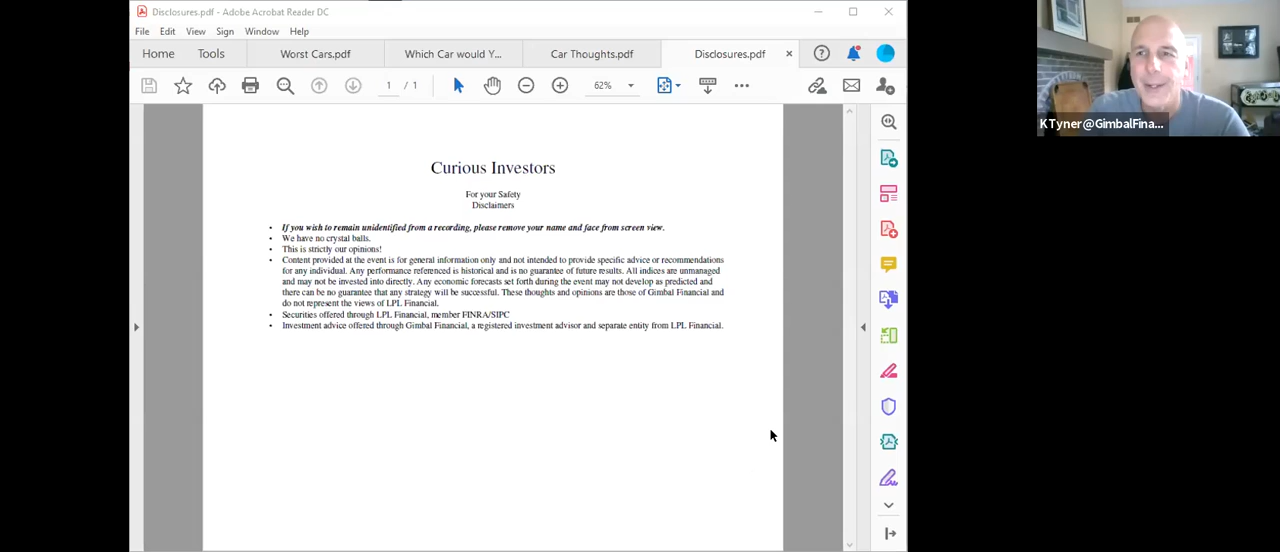 Disclosures.pdf - Adobe Acrobat Reader DC
File Edit View Sign Window Help
Home Tools Worst Cars.pdf Which Car would Y... Car Thoughts.pdf Disclosures.pdf
1 / 1 62%
KTyner@GimbalFina...
Curious Investors
For your Safety
Disclaimers
• If you wish to remain unidentified from a recording, please remove your name and face from screen view.
• We have no crystal balls.
• This is strictly our opinions!
• Content provided at the event is for general information only and not intended to provide specific advice or recommendations
for any individual. Any performance referenced is historical and is no guarantee of future results. All indices are unmanaged
and may not be invested into directly. Any economic forecasts set forth during the event may not develop as predicted and
there can be no guarantee that any strategy will be successful. These thoughts and opinions are those of Gimbal Financial and
do not represent the views of LPL Financial.
• Securities offered through LPL Financial, member FINRA/SIPC
• Investment advice offered through Gimbal Financial, a registered investment advisor and separate entity from LPL Financial.